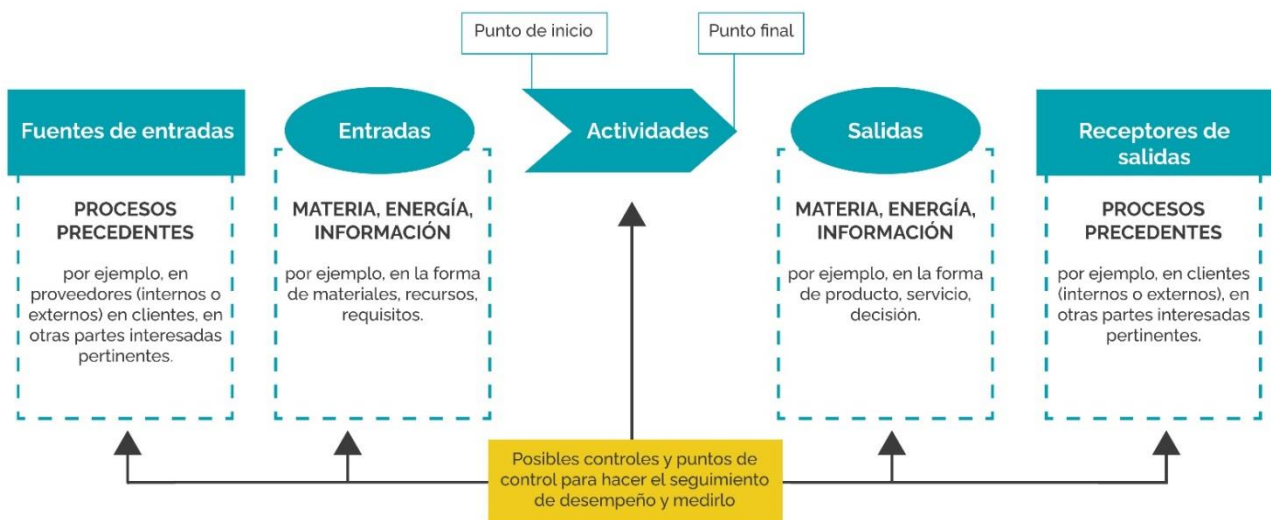 Punto de inicio
Punto final
Fuentes de entradas
Entradas
Actividades
Salidas
Receptores de
salidas
PROCESOS
PRECEDENTES
por ejemplo, en
proveedores (internos o
externos) en clientes, en
otras partes interesadas
pertinentes.
MATERIA, ENERGÍA,
INFORMACIÓN
por ejemplo, en la forma
de materiales, recursos,
requisitos.
MATERIA, ENERGÍA,
INFORMACIÓN
por ejemplo, en la forma
de producto, servicio,
decisión.
PROCESOS
PRECEDENTES
por ejemplo, en clientes
(internos o externos), en
otras partes interesadas
pertinentes.
Posibles controles y puntos de
control para hacer el seguimiento
de desempeño y medirlo